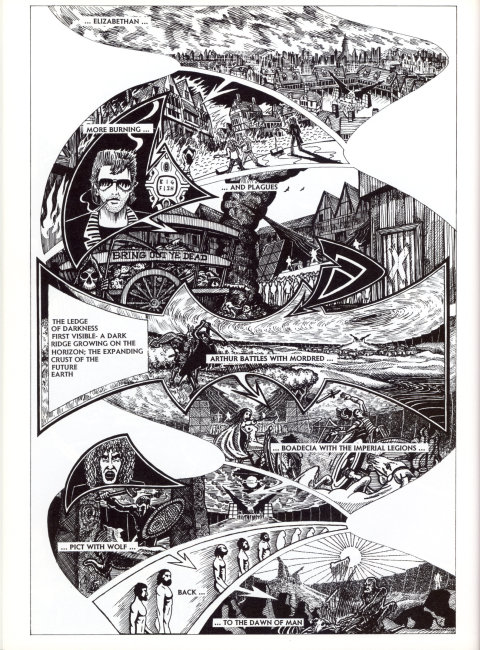 ... ELIZABETHAN ...
MORE BURNING ...
... AND PLAGUES
BRING OUT YE DEAD
X
THE LEDGE
OF DARKNESS
FIRST VISIBLE- A DARK
RIDGE GROWING ON THE
HORIZON; THE EXPANDING
CRUST OF THE
FUTURE
EARTH
ARTHUR BATTLES WITH MORDRED ...
... BOADECIA WITH THE IMPERIAL LEGIONS ...
... PICT WITH WOLF ...
BACK ...
... TO THE DAWN OF MAN